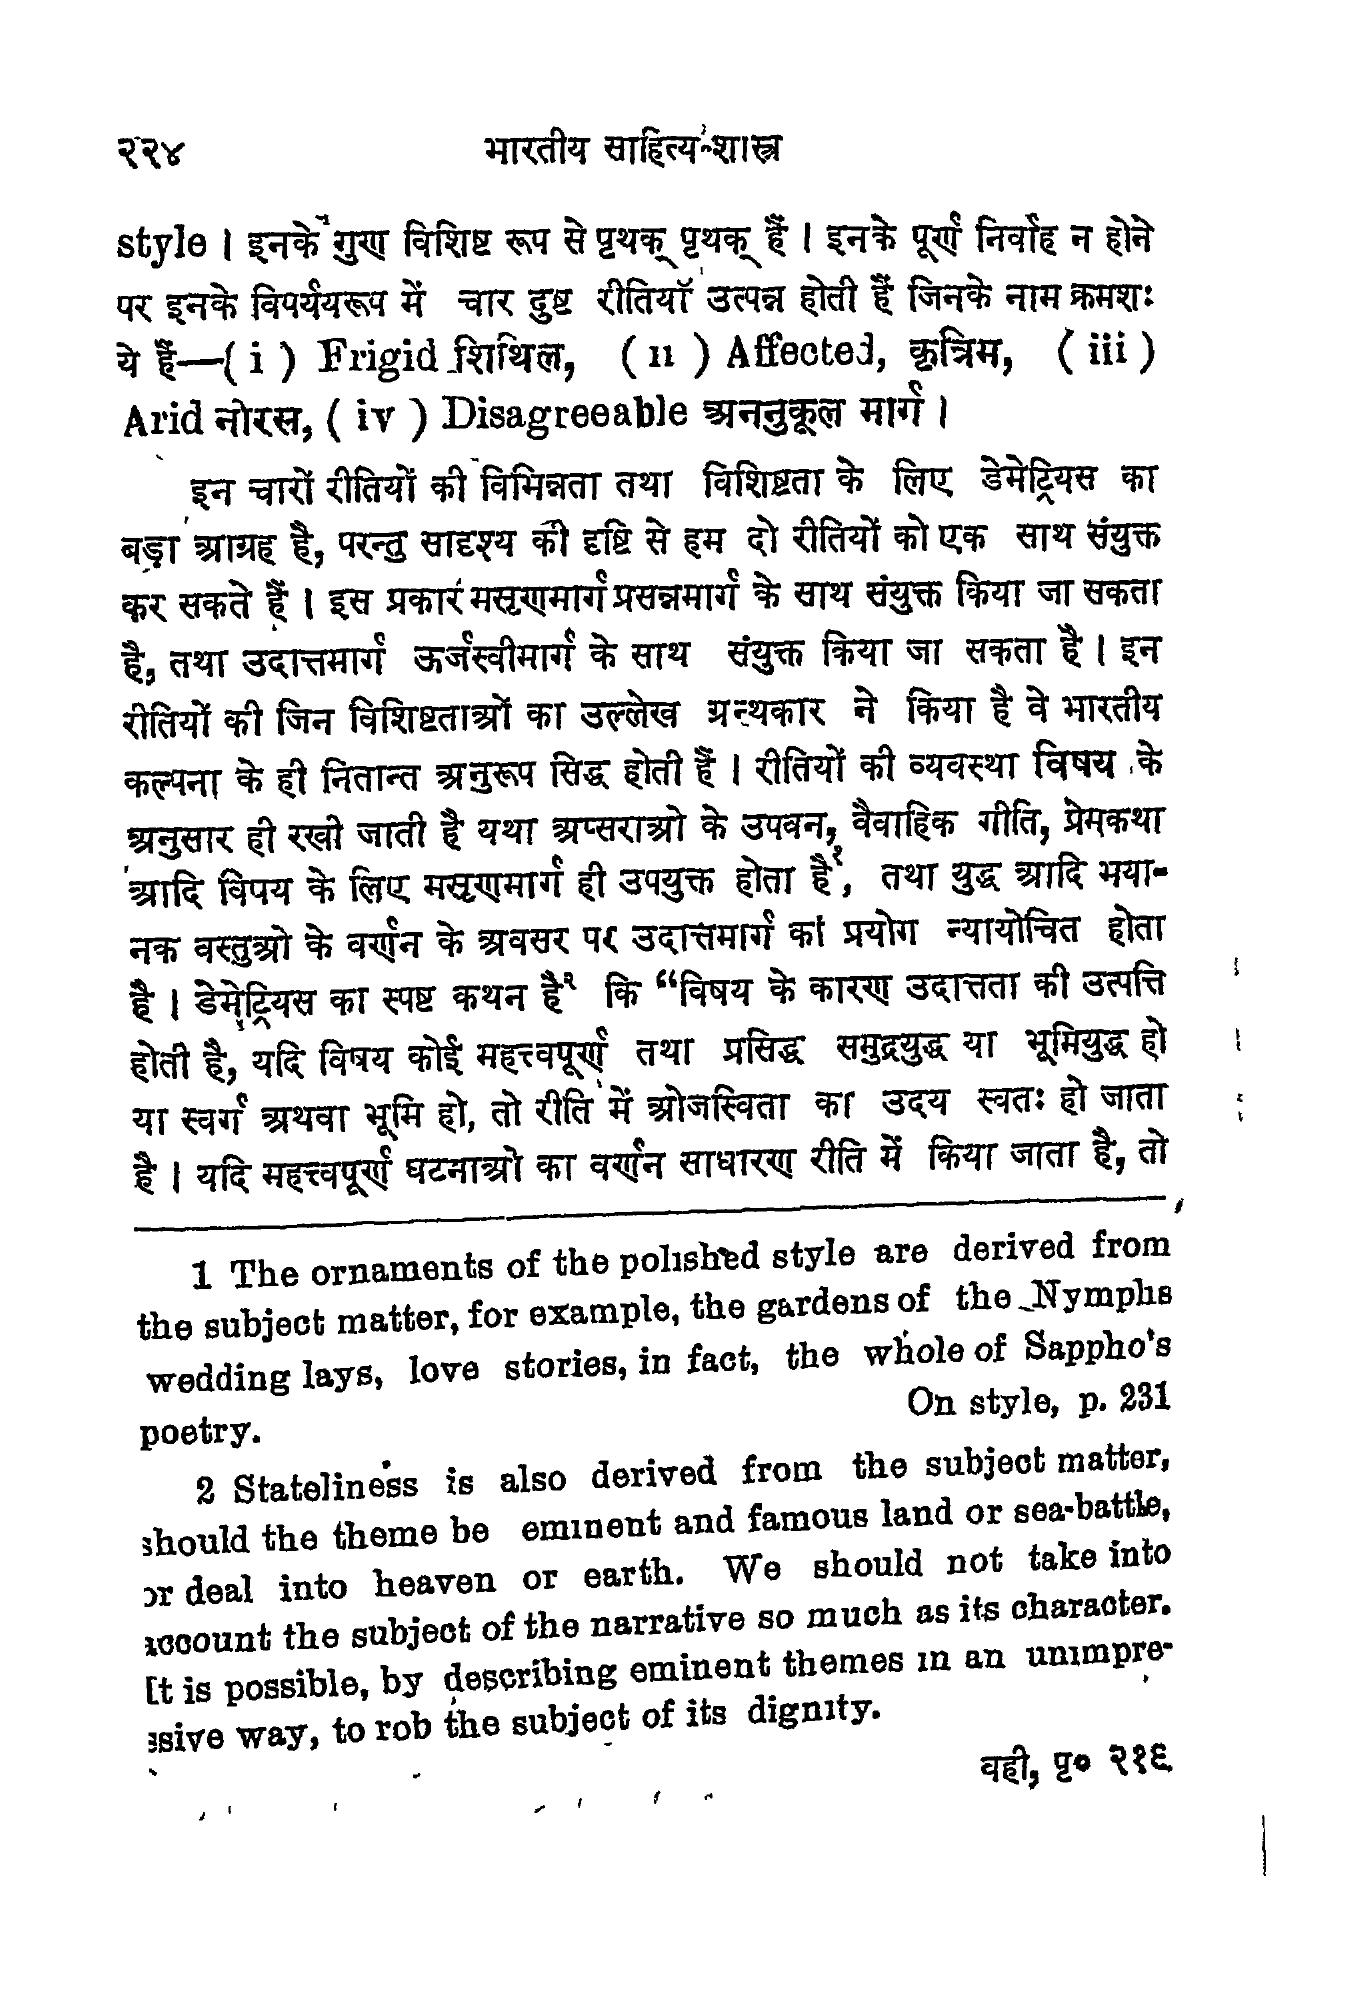 २२४ भारतीय साहित्य-शास्त्र
style । इनके गुण विशिष्ट रूप से पृथक् पृथक् हैं । इनके पूर्ण निर्वाह न होने
पर इनके विपर्ययरूप में चार दुष्ट रीतियाँ उत्पन्न होती हैं जिनके नाम क्रमशः
ये हैं—( i ) Frigid शिथिल, ( ii ) Affected, कृत्रिम, ( iii )
Arid नोरस, ( iv ) Disagreeable अननुकूल मार्ग ।
इन चारों रीतियों की विभिन्नता तथा विशिष्टता के लिए डेमेट्रियस का
बड़ा आग्रह है, परन्तु सादृश्य की दृष्टि से हम दो रीतियों को एक साथ संयुक्त
कर सकते हैं । इस प्रकार मसृणमार्ग प्रसन्नमार्ग के साथ संयुक्त किया जा सकता
है, तथा उदात्तमार्ग ऊर्जस्वीमार्ग के साथ संयुक्त किया जा सकता है । इन
रीतियों की जिन विशिष्टताओं का उल्लेख ग्रन्थकार ने किया है वे भारतीय
कल्पना के ही नितान्त अनुरूप सिद्ध होती हैं । रीतियों की व्यवस्था विषय के
अनुसार ही रखी जाती है यथा अप्सराओ के उपवन, वैवाहिक गीति, प्रेमकथा
आदि विपय के लिए मसृणमार्ग ही उपयुक्त होता है१, तथा युद्ध आदि भया-
नक वस्तुओ के वर्णन के अवसर पर उदात्तमार्ग का प्रयोग न्यायोचित होता
है । डेमेट्रियस का स्पष्ट कथन है२ कि “विषय के कारण उदात्तता की उत्पत्ति
होती है, यदि विषय कोई महत्त्वपूर्ण तथा प्रसिद्ध समुद्रयुद्ध या भूमियुद्ध हो
या स्वर्ग अथवा भूमि हो, तो रीति में ओजस्विता का उदय स्वतः हो जाता
है । यदि महत्त्वपूर्ण घटनाओ का वर्णन साधारण रीति में किया जाता है, तो
1 The ornaments of the polished style are derived from
the subject matter, for example, the gardens of the Nymphs
wedding lays, love stories, in fact, the whole of Sappho's
poetry. On style, p. 231
2 Stateliness is also derived from the subject matter,
should the theme be eminent and famous land or sea-battle,
or deal into heaven or earth. We should not take into
account the subject of the narrative so much as its character.
It is possible, by describing eminent themes in an unimpre-
ssive way, to rob the subject of its dignity.
वही, पृ० २१९